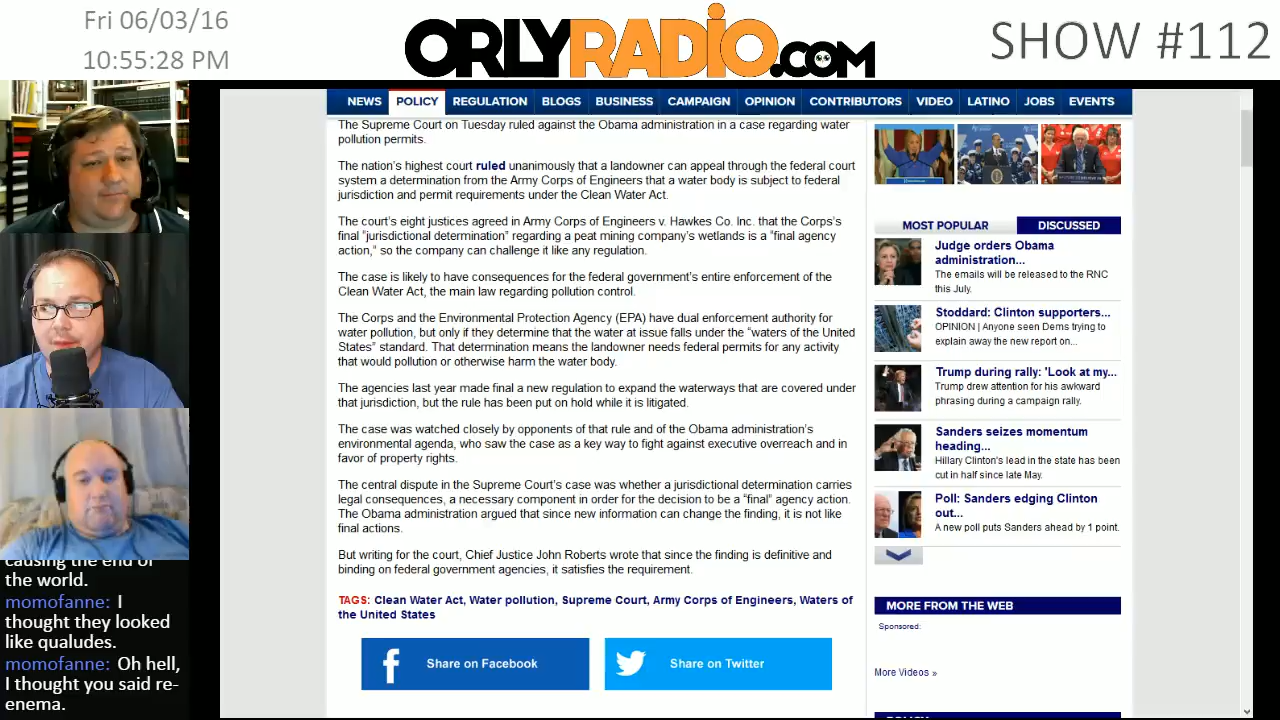 Fri 06/03/16
10:55:28 PM
ORLYRADIO.COM
SHOW #112
NEWS POLICY REGULATION BLOGS BUSINESS CAMPAIGN OPINION CONTRIBUTORS VIDEO LATINO JOBS EVENTS
The Supreme Court on Tuesday ruled against the Obama administration in a case regarding water
pollution permits.
The nation's highest court ruled unanimously that a landowner can appeal through the federal court
system a determination from the Army Corps of Engineers that a water body is subject to federal
jurisdiction and permit requirements under the Clean Water Act.
The court's eight justices agreed in Army Corps of Engineers v. Hawkes Co. Inc. that the Corps's
final "jurisdictional determination" regarding a peat mining company's wetlands is a "final agency
action," so the company can challenge it like any regulation.
The case is likely to have consequences for the federal government's entire enforcement of the
Clean Water Act, the main law regarding pollution control.
The Corps and the Environmental Protection Agency (EPA) have dual enforcement authority for
water pollution, but only if they determine that the water at issue falls under the "waters of the United
States" standard. That determination means the landowner needs federal permits for any activity
that would pollution or otherwise harm the water body.
The agencies last year made final a new regulation to expand the waterways that are covered under
that jurisdiction, but the rule has been put on hold while it is litigated.
The case was watched closely by opponents of that rule and of the Obama administration's
environmental agenda, who saw the case as a key way to fight against executive overreach and in
favor of property rights.
The central dispute in the Supreme Court's case was whether a jurisdictional determination carries
legal consequences, a necessary component in order for the decision to be a "final" agency action.
The Obama administration argued that since new information can change the finding, it is not like
final actions.
But writing for the court, Chief Justice John Roberts wrote that since the finding is definitive and
binding on federal government agencies, it satisfies the requirement.
TAGS: Clean Water Act, Water pollution, Supreme Court, Army Corps of Engineers, Waters of
the United States
Share on Facebook
Share on Twitter
MOST POPULAR DISCUSSED
Judge orders Obama
administration...
The emails will be released to the RNC
this July.
Stoddard: Clinton supporters...
OPINION | Anyone seen Dems trying to
explain away the new report on...
Trump during rally: 'Look at my...
Trump drew attention for his awkward
phrasing during a campaign rally.
Sanders seizes momentum
heading...
Hillary Clinton's lead in the state has been
cut in half since late May.
Poll: Sanders edging Clinton
out...
A new poll puts Sanders ahead by 1 point.
MORE FROM THE WEB
Sponsored:
More Videos »
POLICY
causing the end of
the world.
momofanne: I
thought they looked
like qualudes.
momofanne: Oh hell,
I thought you said re-
enema.